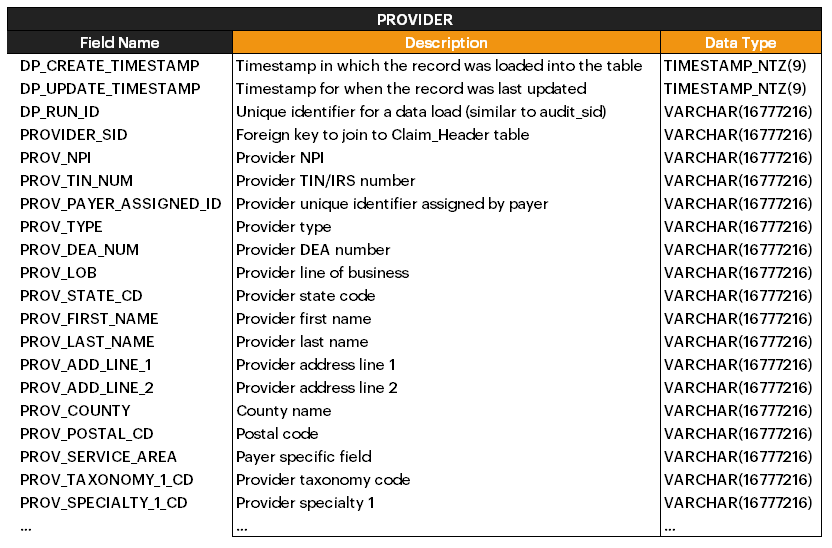 PROVIDER
Field Name Description Data Type
DP_CREATE_TIMESTAMP Timestamp in which the record was loaded into the table TIMESTAMP_NTZ(9)
DP_UPDATE_TIMESTAMP Timestamp for when the record was last updated TIMESTAMP_NTZ(9)
DP_RUN_ID Unique identifier for a data load (similar to audit_sid) VARCHAR(16777216)
PROVIDER_SID Foreign key to join to Claim_Header table VARCHAR(16777216)
PROV_NPI Provider NPI VARCHAR(16777216)
PROV_TIN_NUM Provider TIN/IRS number VARCHAR(16777216)
PROV_PAYER_ASSIGNED_ID Provider unique identifier assigned by payer VARCHAR(16777216)
PROV_TYPE Provider type VARCHAR(16777216)
PROV_DEA_NUM Provider DEA number VARCHAR(16777216)
PROV_LOB Provider line of business VARCHAR(16777216)
PROV_STATE_CD Provider state code VARCHAR(16777216)
PROV_FIRST_NAME Provider first name VARCHAR(16777216)
PROV_LAST_NAME Provider last name VARCHAR(16777216)
PROV_ADD_LINE_1 Provider address line 1 VARCHAR(16777216)
PROV_ADD_LINE_2 Provider address line 2 VARCHAR(16777216)
PROV_COUNTY County name VARCHAR(16777216)
PROV_POSTAL_CD Postal code VARCHAR(16777216)
PROV_SERVICE_AREA Payer specific field VARCHAR(16777216)
PROV_TAXONOMY_1_CD Provider taxonomy code VARCHAR(16777216)
PROV_SPECIALTY_1_CD Provider specialty 1 VARCHAR(16777216)
... ... ...